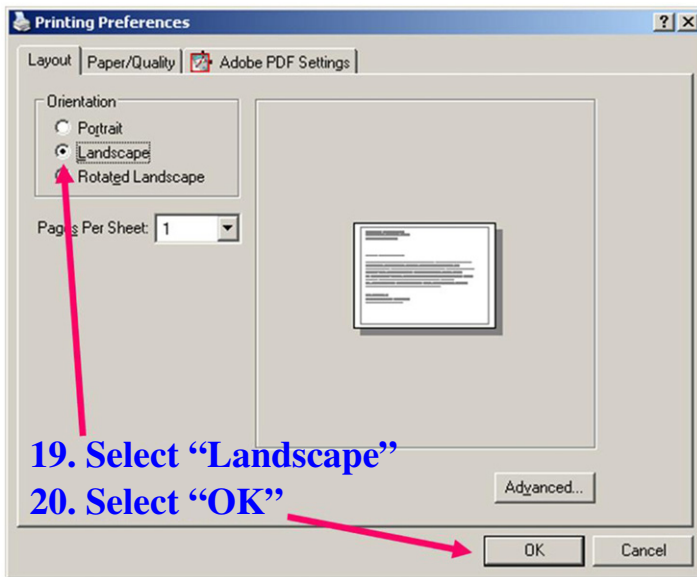 Printing Preferences
Layout Paper/Quality Adobe PDF Settings
Orientation
Portrait
Landscape
Rotated Landscape
Pages Per Sheet: 1
19. Select “Landscape”
20. Select “OK”
Advanced...
OK Cancel